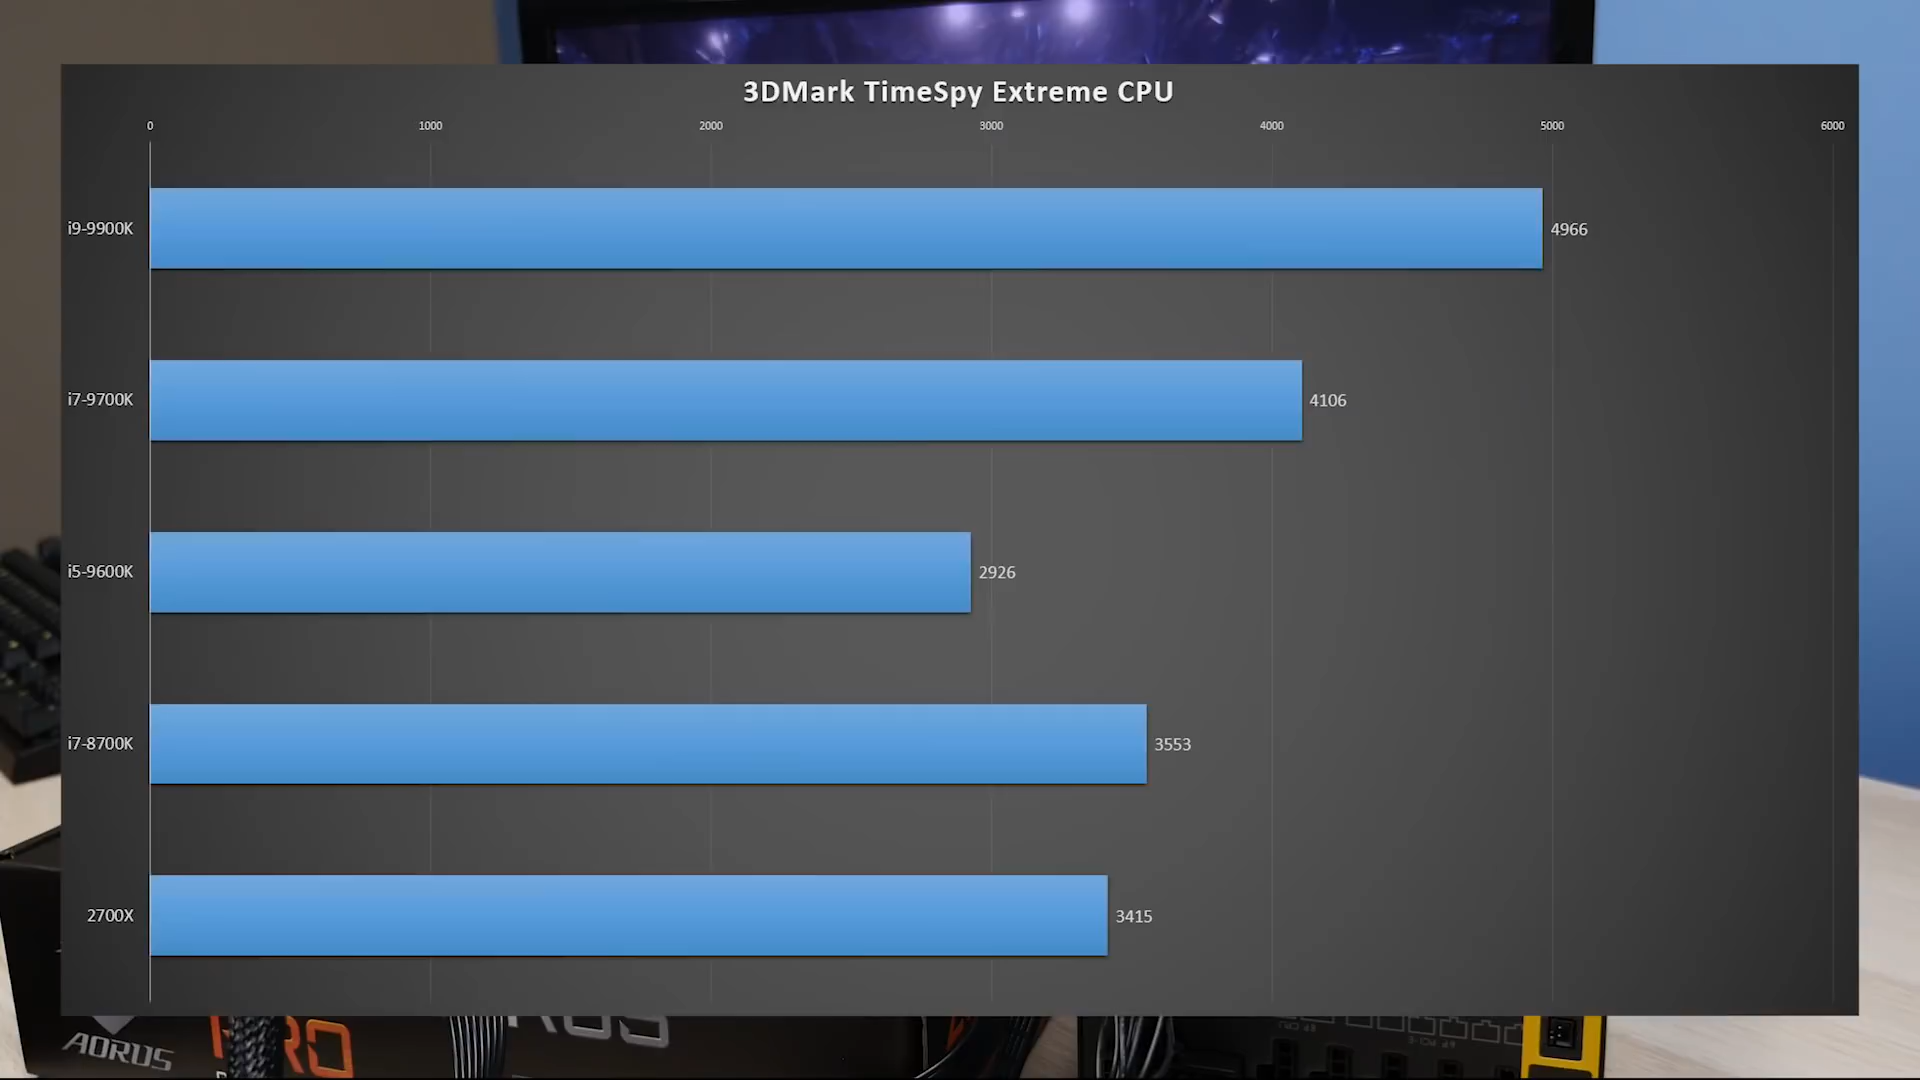 3DMark TimeSpy Extreme CPU
0 1000 2000 3000 4000 5000 6000
i9-9900K 4966
i7-9700K 4106
i5-9600K 2926
i7-8700K 3553
2700X 3415
AORUS
PRO